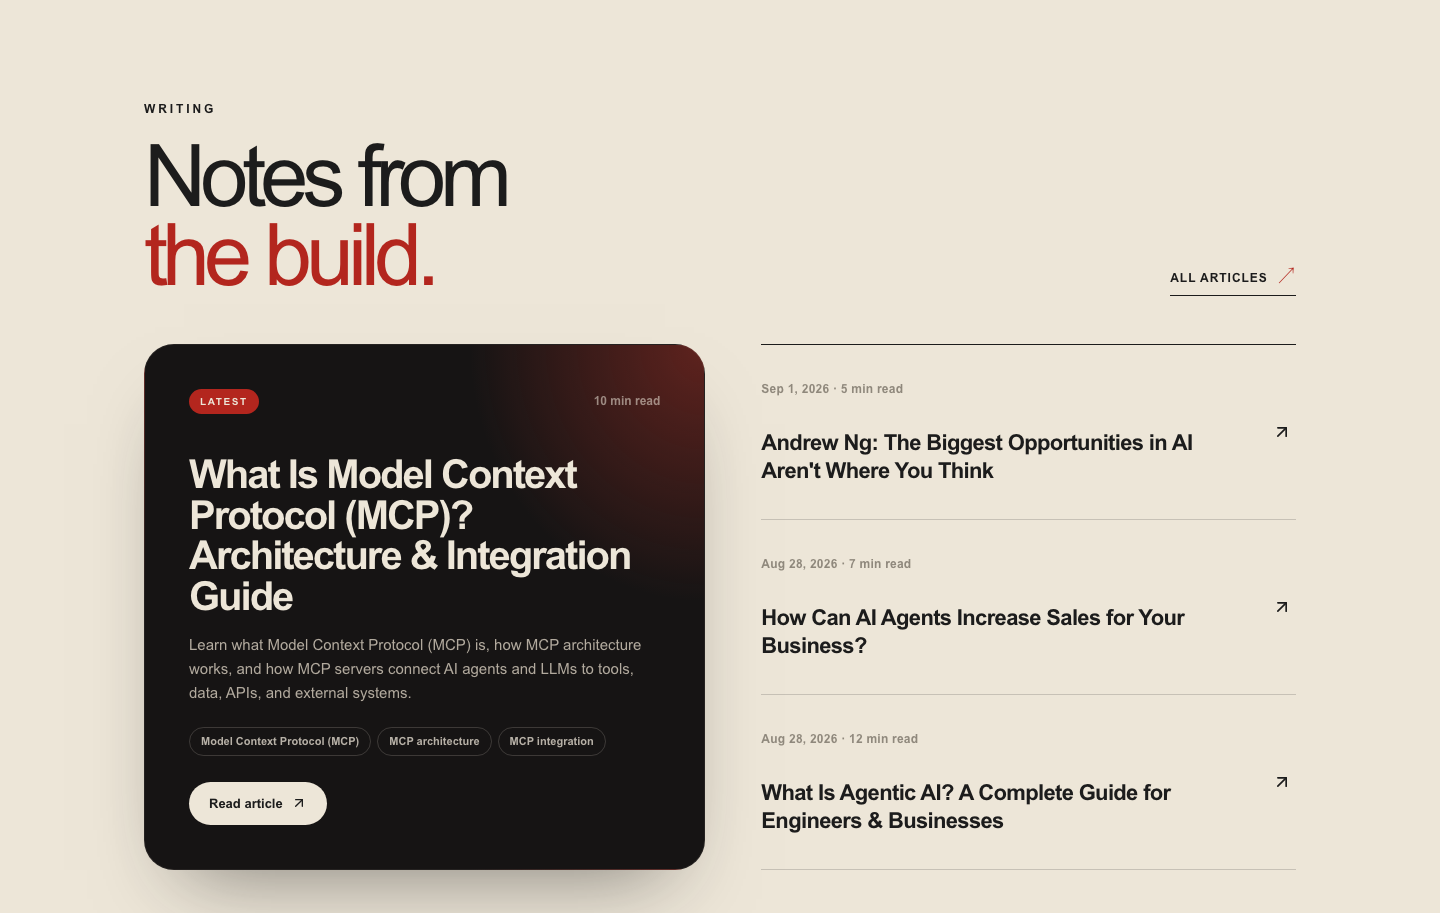 WRITING
Notes from
the build.
ALL ARTICLES
LATEST
10 min read
What Is Model Context
Protocol (MCP)?
Architecture & Integration
Guide
Learn what Model Context Protocol (MCP) is, how MCP architecture
works, and how MCP servers connect AI agents and LLMs to tools,
data, APIs, and external systems.
Model Context Protocol (MCP)
MCP architecture
MCP integration
Read article
Sep 1, 2026 · 5 min read
Andrew Ng: The Biggest Opportunities in AI
Aren't Where You Think
Aug 28, 2026 · 7 min read
How Can AI Agents Increase Sales for Your
Business?
Aug 28, 2026 · 12 min read
What Is Agentic AI? A Complete Guide for
Engineers & Businesses